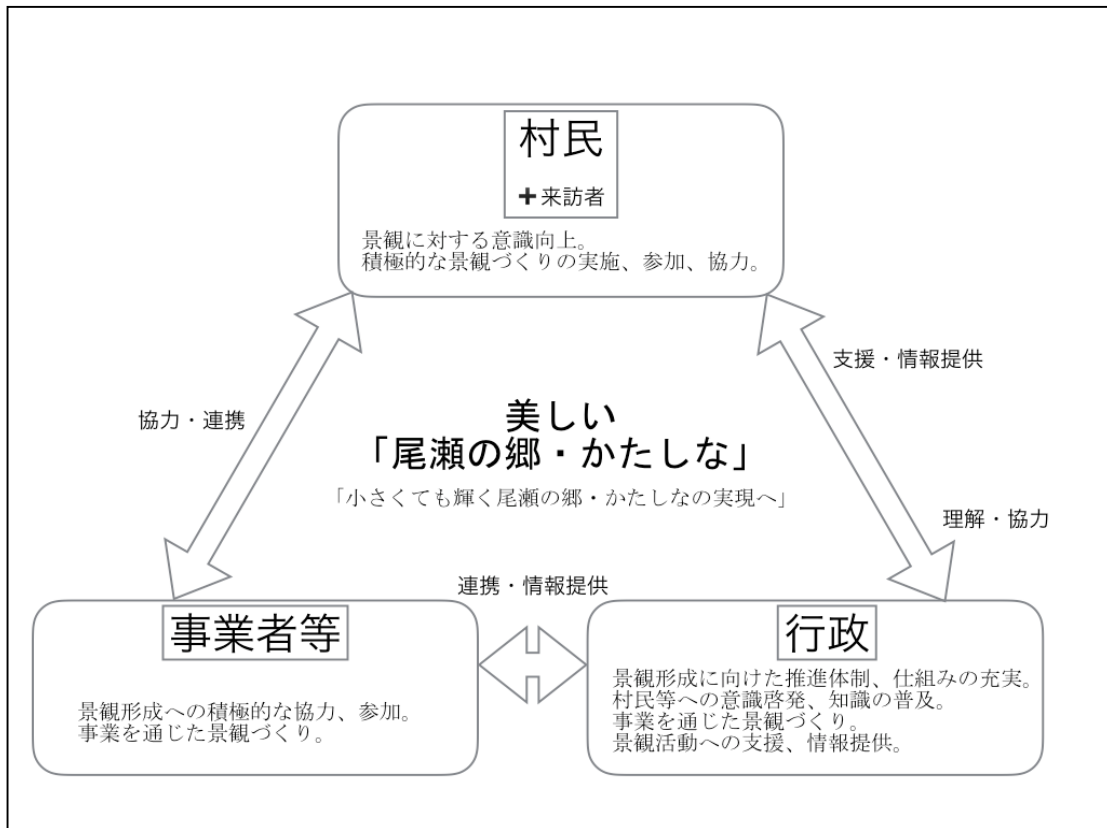 村民
+来訪者
景観に対する意識向上。
積極的な景観づくりの実施、参加、協力。
支援・情報提供
協力・連携
美しい
「尾瀬の郷・かたしな」
「小さくても輝く尾瀬の郷・かたしなの実現へ」
理解・協力
連携・情報提供
事業者等
景観形成への積極的な協力、参加。
事業を通じた景観づくり。
行政
景観形成に向けた推進体制、仕組みの充実。
村民等への意識啓発、知識の普及。
事業を通じた景観づくり。
景観活動への支援、情報提供。